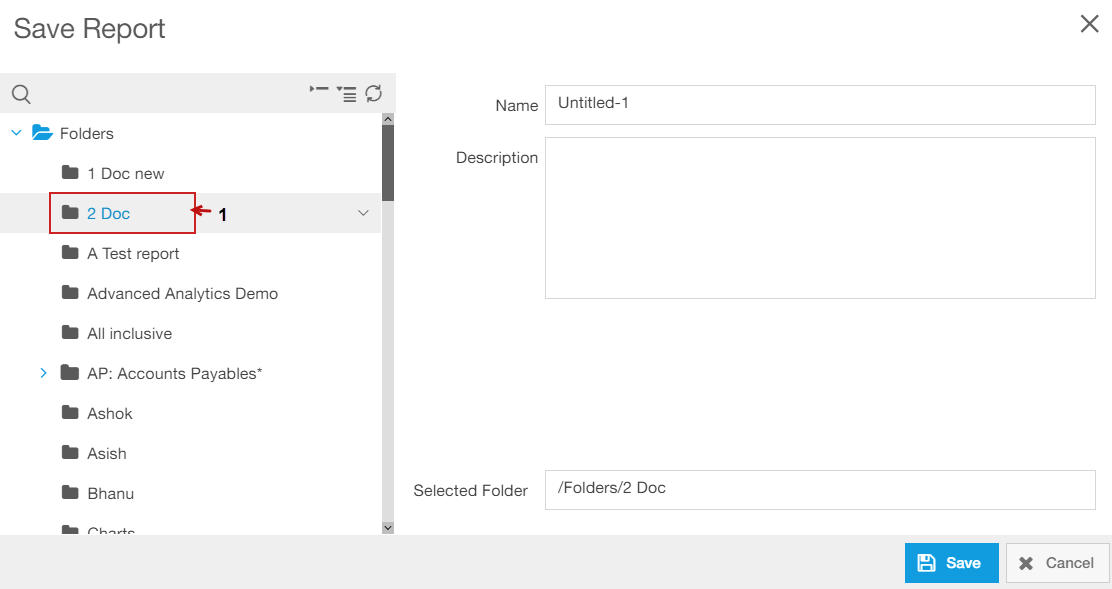 Save Report
Name
Untitled-1
Folders
Description
1 Doc new
2 Doc
1
A Test report
Advanced Analytics Demo
All inclusive
AP: Accounts Payables*
Ashok
Asish
Bhanu
Selected Folder
/Folders/2 Doc
Charts
Save
Cancel